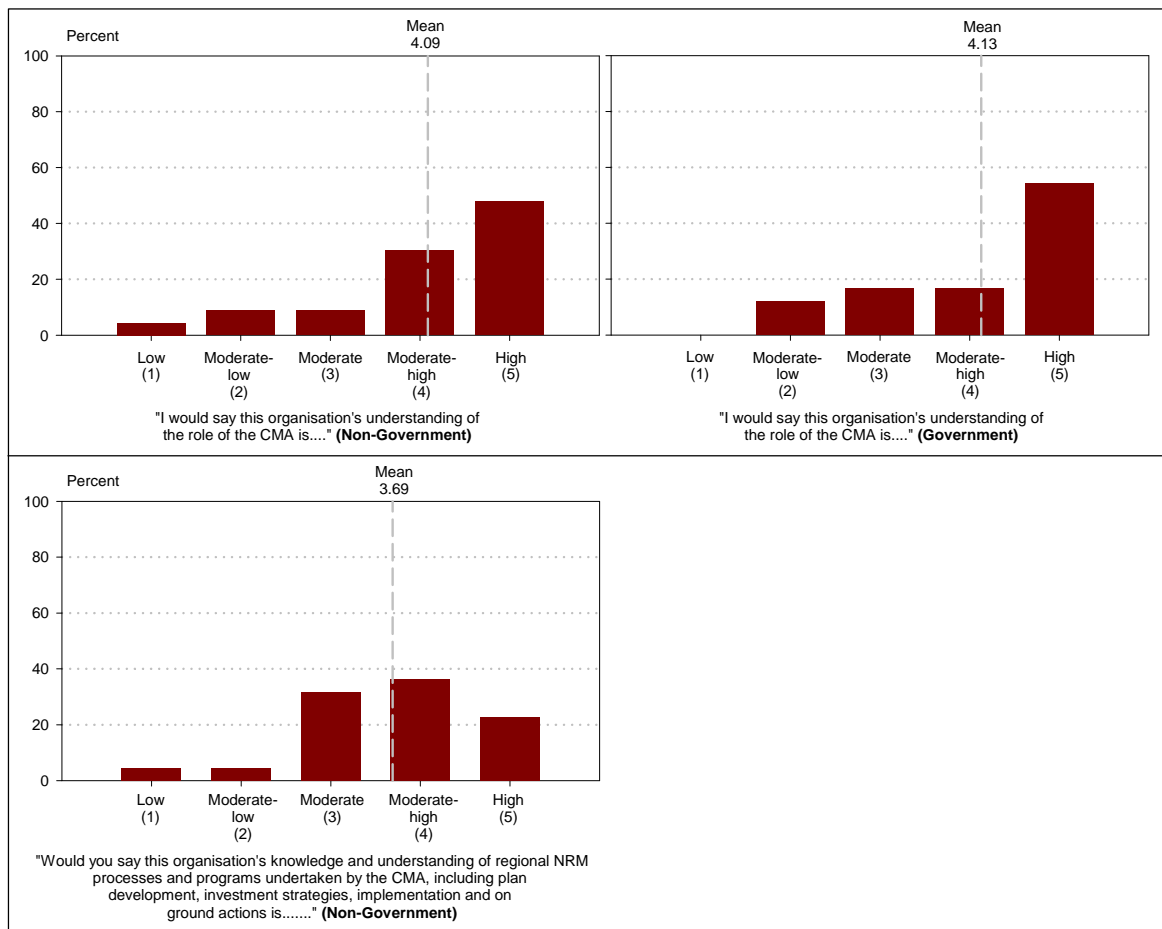 Mean
4.09
Percent
100
80
60
40
20
0
Low
(1)
Moderate-
low
(2)
Moderate
(3)
Moderate-
high
(4)
High
(5)
"I would say this organisation's understanding of
the role of the CMA is...." (Non-Government)
Mean
4.13
Low
(1)
Moderate-
low
(2)
Moderate
(3)
Moderate-
high
(4)
High
(5)
"I would say this organisation's understanding of
the role of the CMA is...." (Government)
Mean
3.69
Percent
100
80
60
40
20
0
Low
(1)
Moderate-
low
(2)
Moderate
(3)
Moderate-
high
(4)
High
(5)
"Would you say this organisation's knowledge and understanding of regional NRM
processes and programs undertaken by the CMA, including plan
development, investment strategies, implementation and on
ground actions is......." (Non-Government)